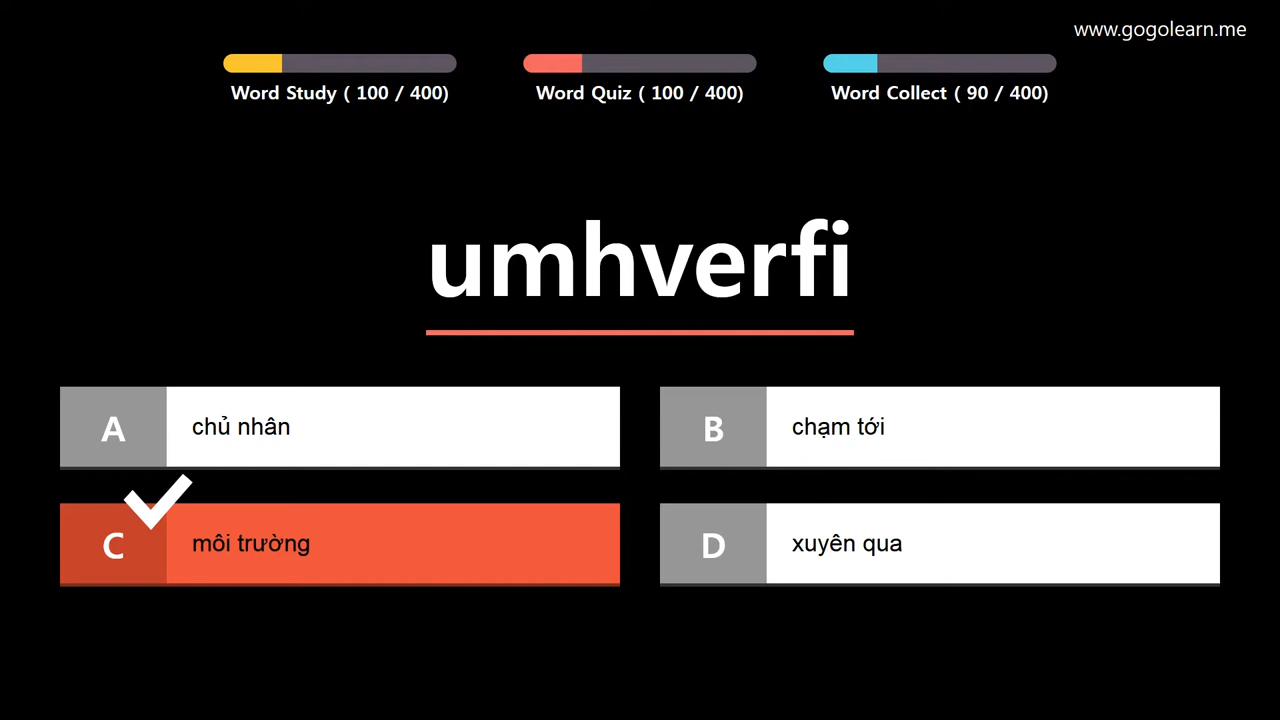 www.gogolearn.me
Word Study ( 100 / 400)
Word Quiz ( 100 / 400)
Word Collect ( 90 / 400)
umhverfi
A
chủ nhân
B
chạm tới
C
môi trường
D
xuyên qua